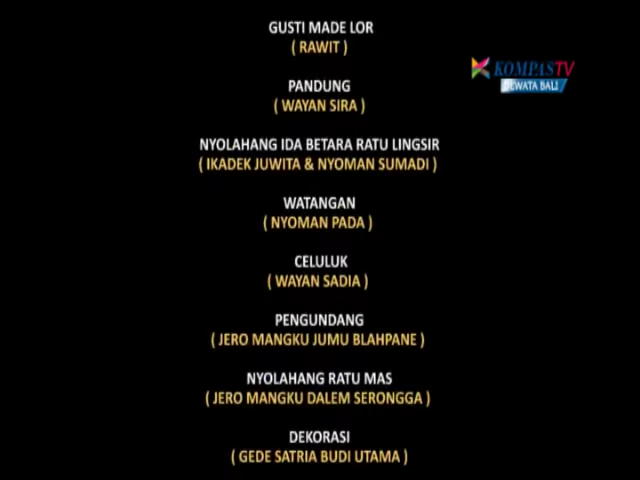 GUSTI MADE LOR
( RAWIT )
KOMPASTV
DEWATA BALI
PANDUNG
( WAYAN SIRA )
NYOLAHANG IDA BETARA RATU LINGSIR
( IKADEK JUWITA & NYOMAN SUMADI )
WATANGAN
( NYOMAN PADA )
CELULUK
( WAYAN SADIA )
PENGUNDANG
( JERO MANGKU JUMU BLAHPANE )
NYOLAHANG RATU MAS
( JERO MANGKU DALEM SERONGGA )
DEKORASI
( GEDE SATRIA BUDI UTAMA )